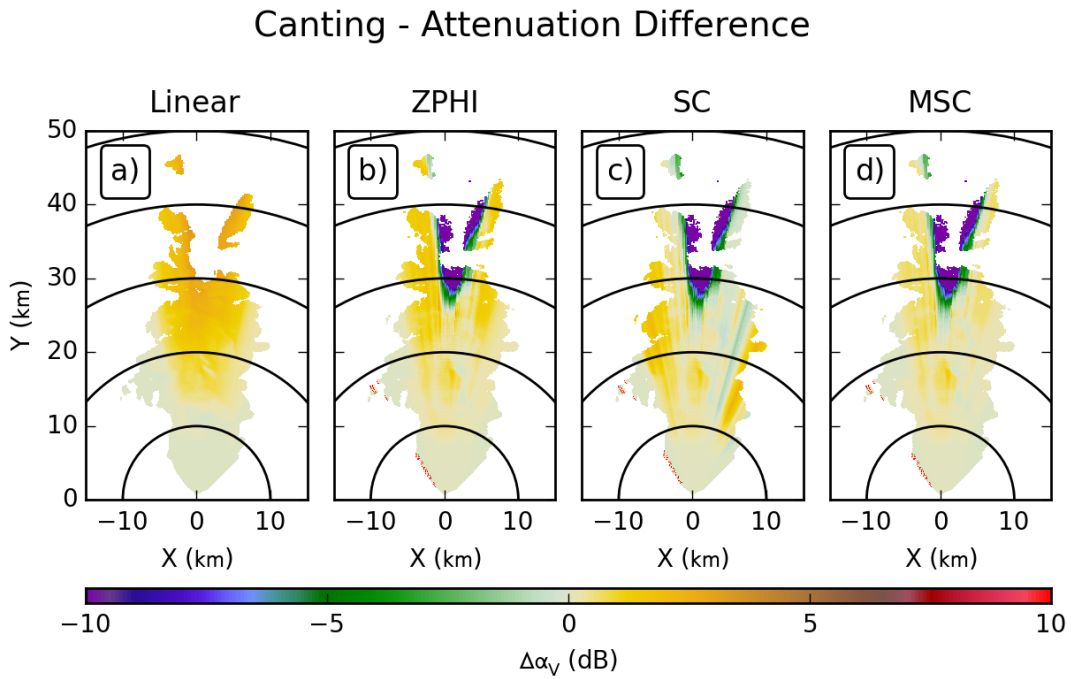 Canting - Attenuation Difference
Linear ZPHI SC MSC
a) b) c) d)
50
40
30
20
10
0
Y (km)
−10 0 10 −10 0 10 −10 0 10 −10 0 10
X (km) X (km) X (km) X (km)
−10 −5 0 5 10
Δα_V (dB)